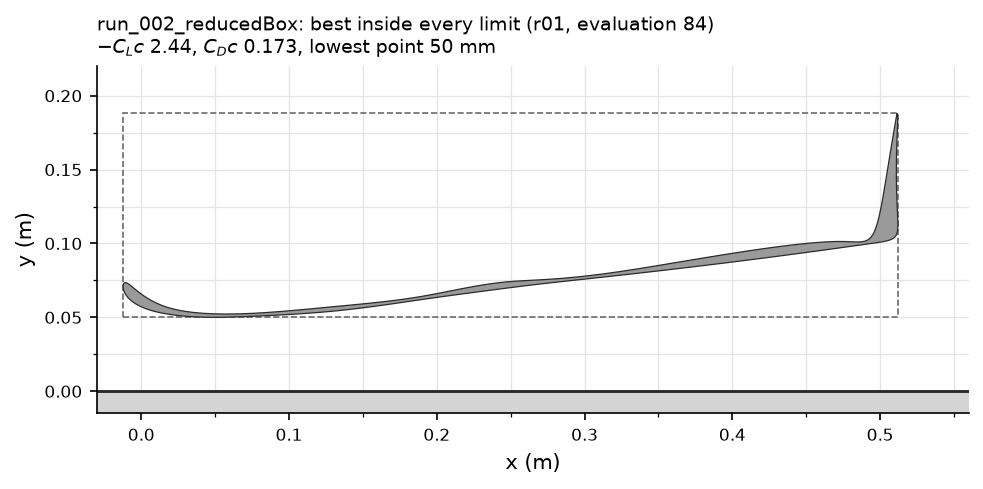 run_002_reducedBox: best inside every limit (r01, evaluation 84)
−C_Lc 2.44, C_Dc 0.173, lowest point 50 mm
0.20
0.15
0.10
0.05
0.00
y (m)
0.0 0.1 0.2 0.3 0.4 0.5
x (m)